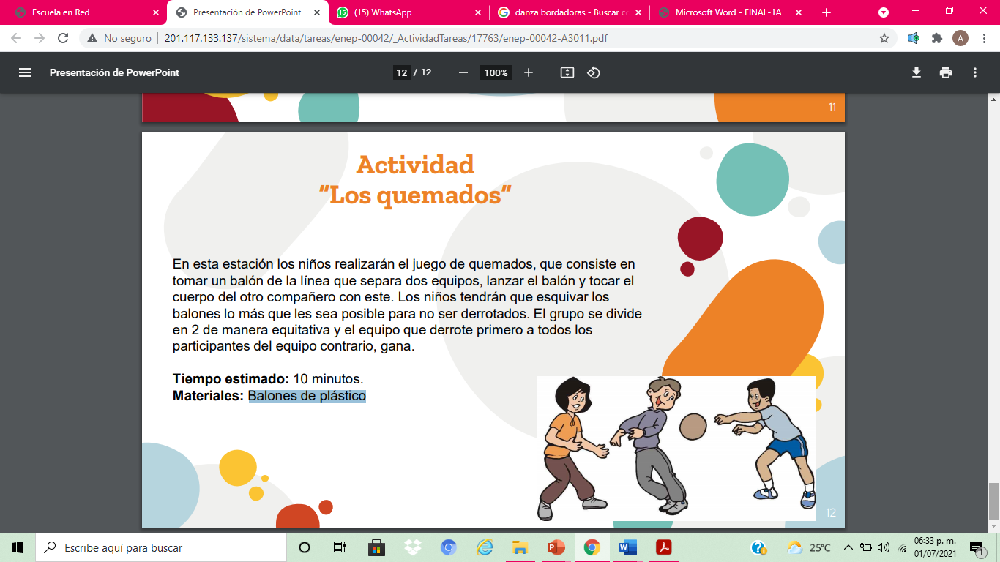 Escuela en Red
Presentación de PowerPoint
(15) WhatsApp
danza bordadoras - Buscar c
Microsoft Word - FINAL-1A
No seguro
201.117.133.137/sistema/data/tareas/enep-00042/_ActividadTareas/17763/enep-00042-A3011.pdf
A
Presentación de PowerPoint
12 / 12
100%
11
Actividad
"Los quemados"
En esta estación los niños realizarán el juego de quemados, que consiste en
tomar un balón de la línea que separa dos equipos, lanzar el balón y tocar el
cuerpo del otro compañero con este. Los niños tendrán que esquivar los
balones lo más que les sea posible para no ser derrotados. El grupo se divide
en 2 de manera equitativa y el equipo que derrote primero a todos los
participantes del equipo contrario, gana.
Tiempo estimado: 10 minutos.
Materiales: Balones de plástico
12
Escribe aquí para buscar
25°C
06:33 p. m.
01/07/2021
1